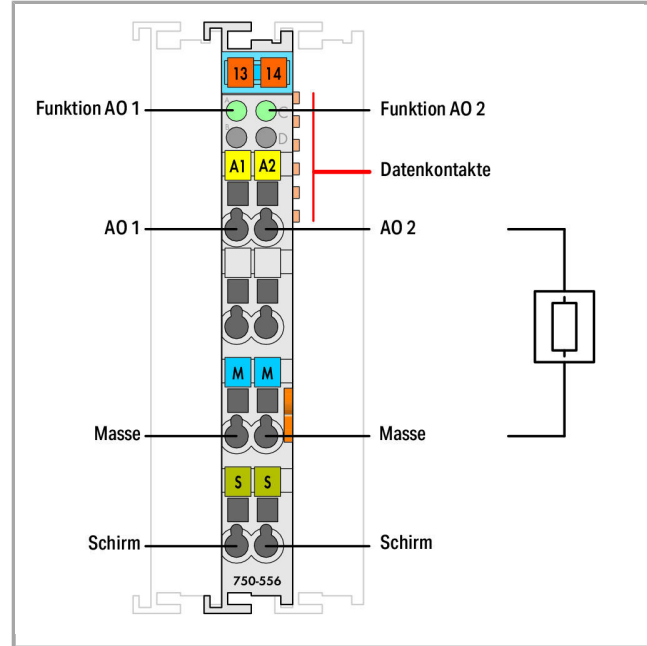 13 14
Funktion AO 1
A C
Funktion AO 2
B D
Datenkontakte
A1 A2
AO 1
AO 2
M M
Masse
Masse
S S
Schirm
Schirm
750-556